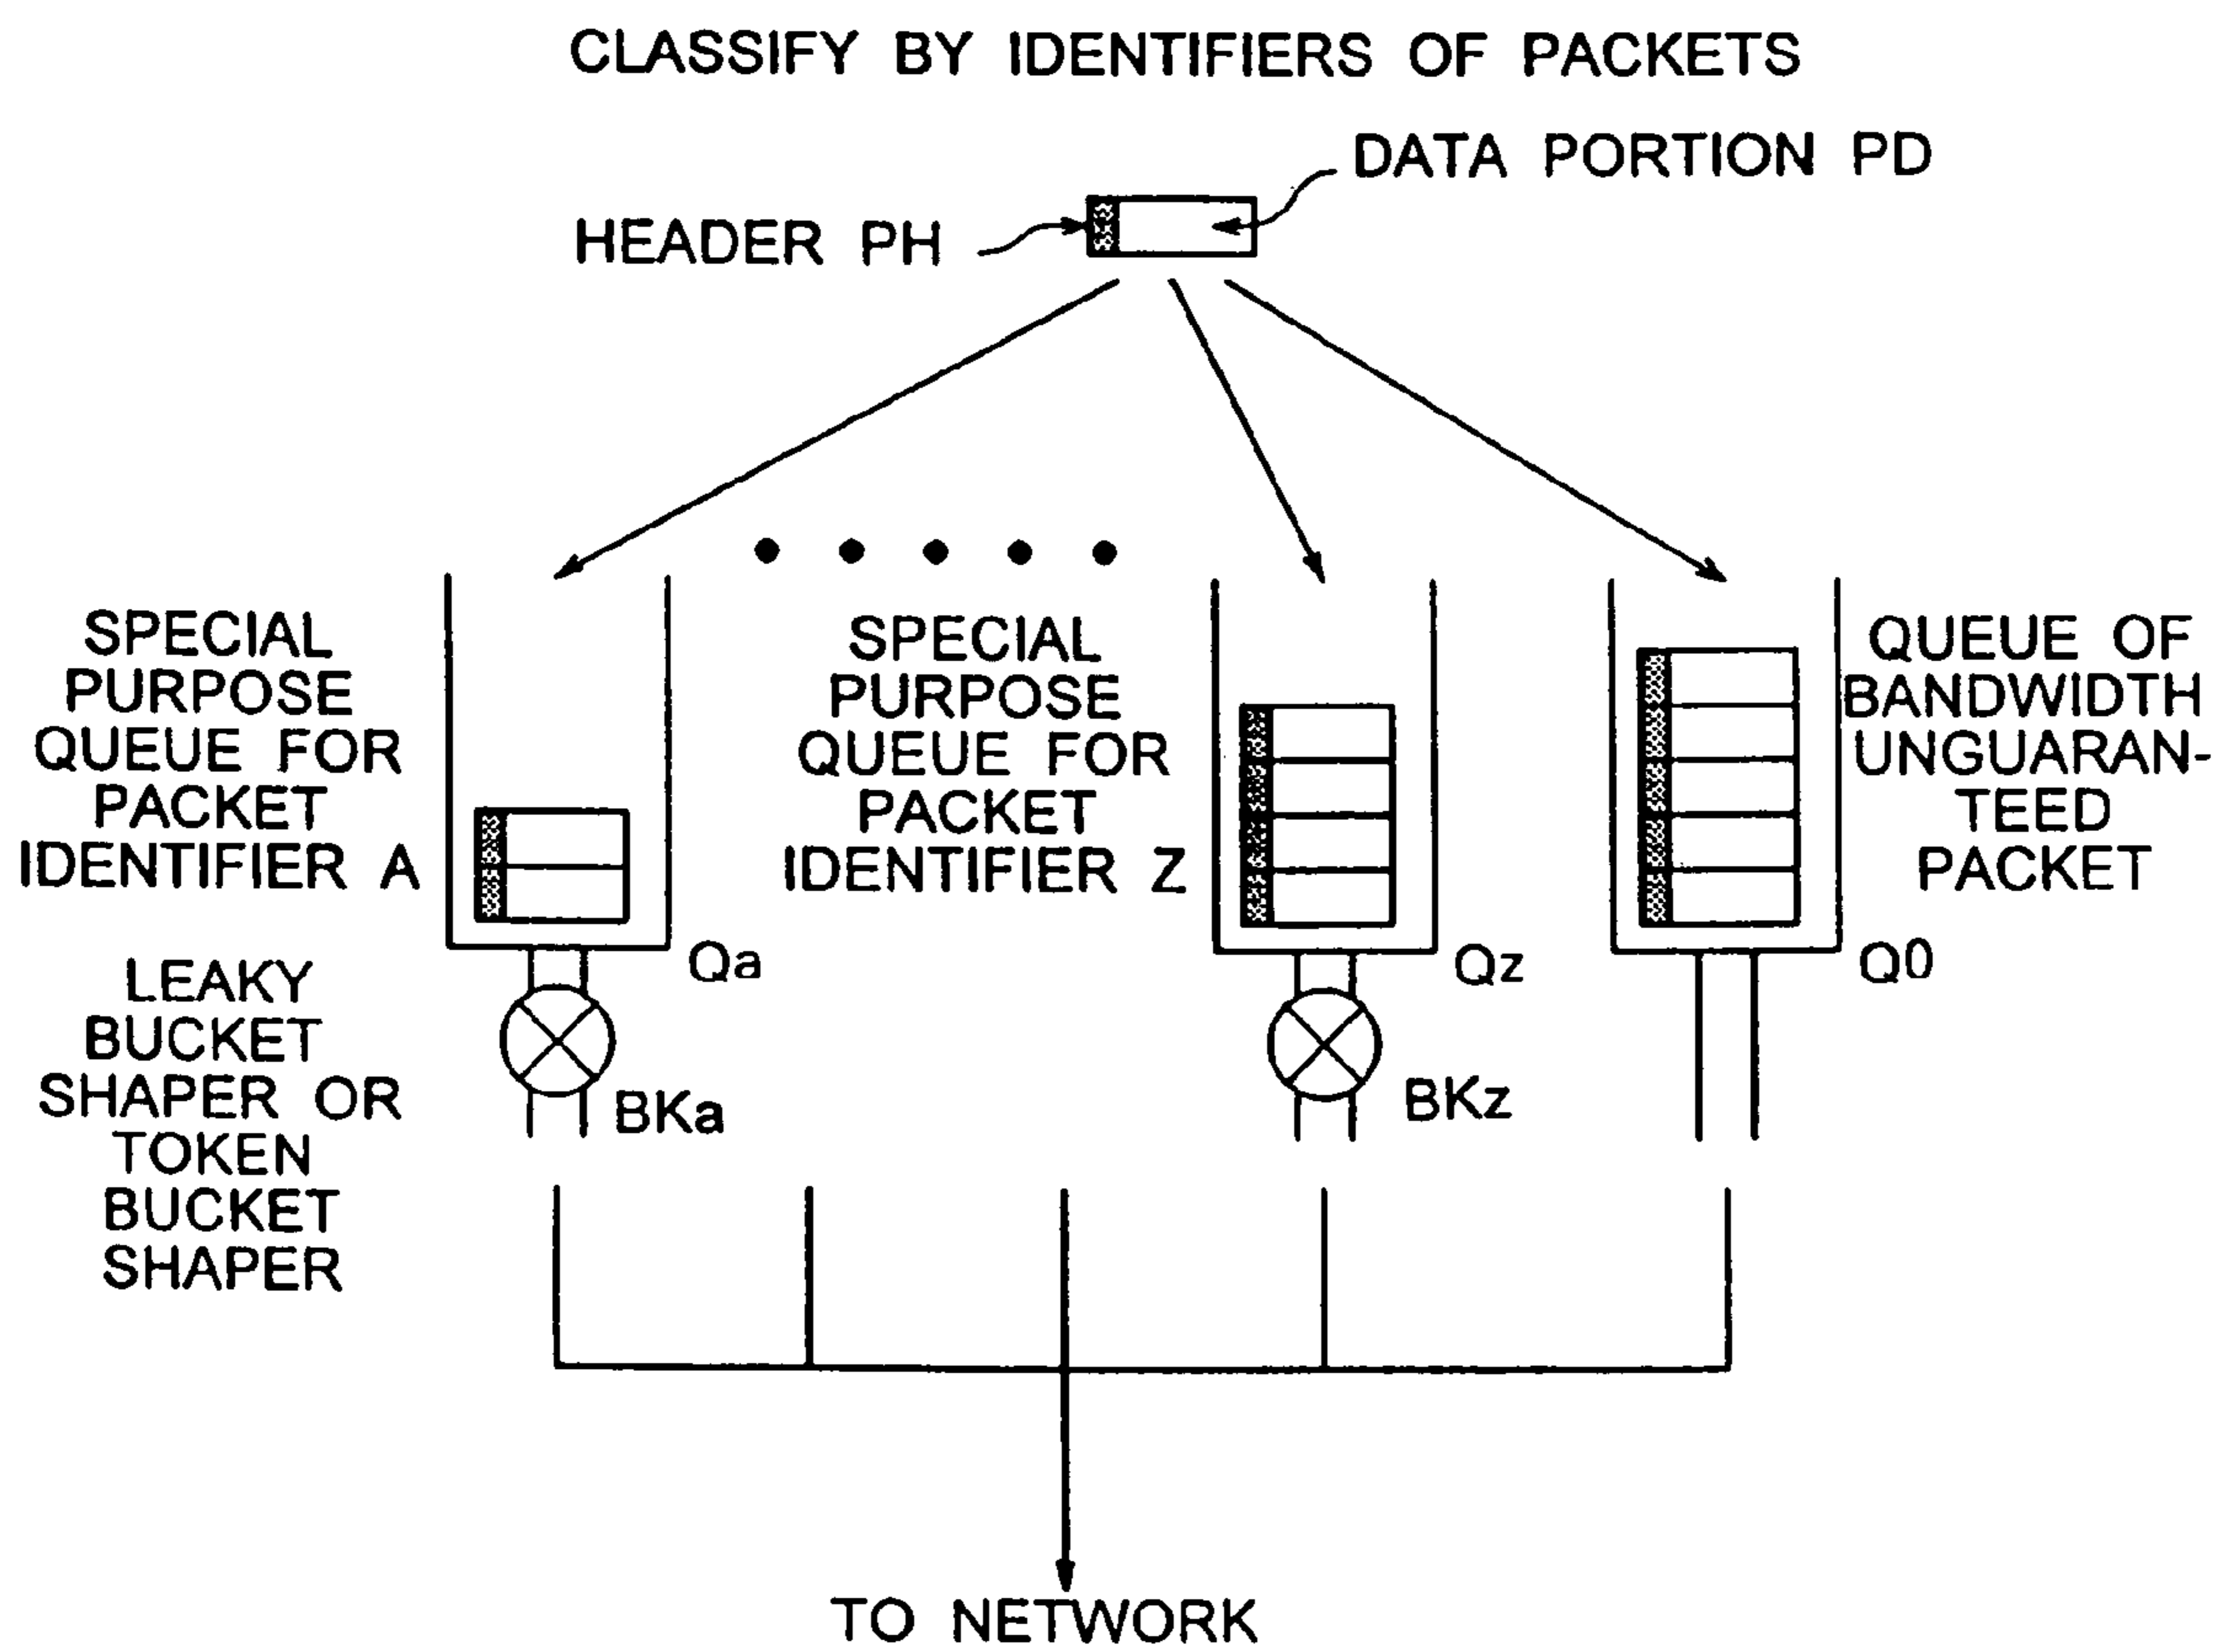 CLASSIFY BY IDENTIFIERS OF PACKETS
DATA PORTION PD
HEADER PH
SPECIAL
PURPOSE
QUEUE FOR
PACKET
IDENTIFIER A
SPECIAL
PURPOSE
QUEUE FOR
PACKET
IDENTIFIER Z
QUEUE OF
BANDWIDTH
UNGUARAN-
TEED
PACKET
Qa
Qz
Q0
LEAKY
BUCKET
SHAPER OR
TOKEN
BUCKET
SHAPER
BKa
BKz
TO NETWORK